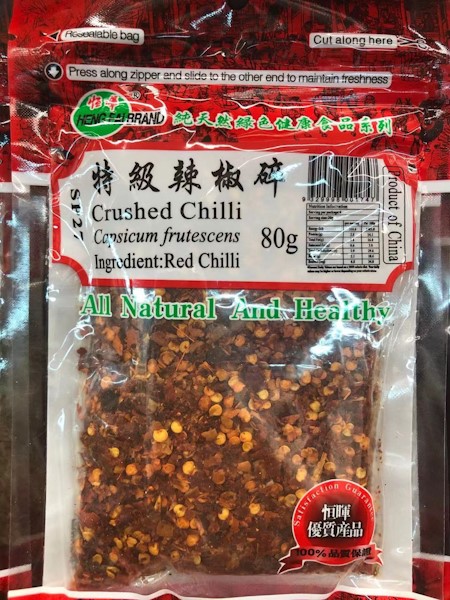 Resealable bag
Cut along here
Press along zipper and slide to the other end to maintain freshness
HENG FAI BRAND
®
純天然綠色健康食品系列
特級辣椒碎
SP27
Crushed Chilli
Capsicum frutescens
Ingredient:Red Chilli
80g
Nutrition Information
Product of China
All Natural And Healthy
Satisfaction Guarantee
恒暉
優質產品
100%品質保證